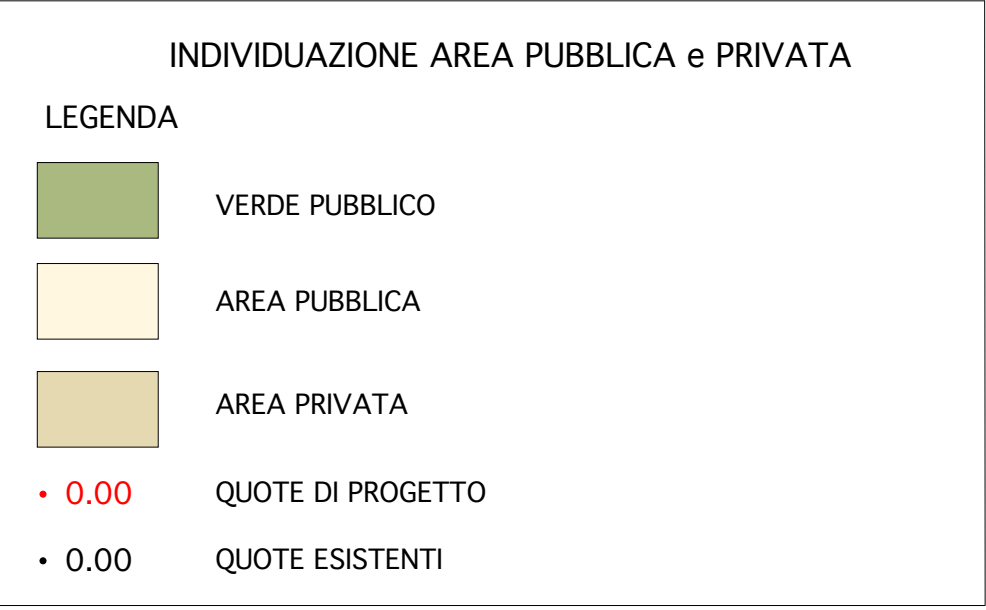 INDIVIDUAZIONE AREA PUBBLICA e PRIVATA
LEGENDA
VERDE PUBBLICO
AREA PUBBLICA
AREA PRIVATA
• 0.00 QUOTE DI PROGETTO
• 0.00 QUOTE ESISTENTI